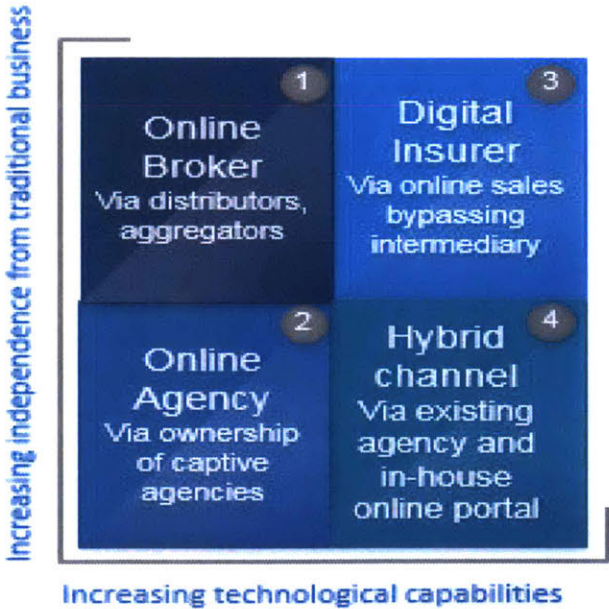 Increasing independence from traditional business
1
Online
Broker
Via distributors,
aggregators
3
Digital
Insurer
Via online sales
bypassing
intermediary
2
Online
Agency
Via ownership
of captive
agencies
4
Hybrid
channel
Via existing
agency and
in-house
online portal
Increasing technological capabilities